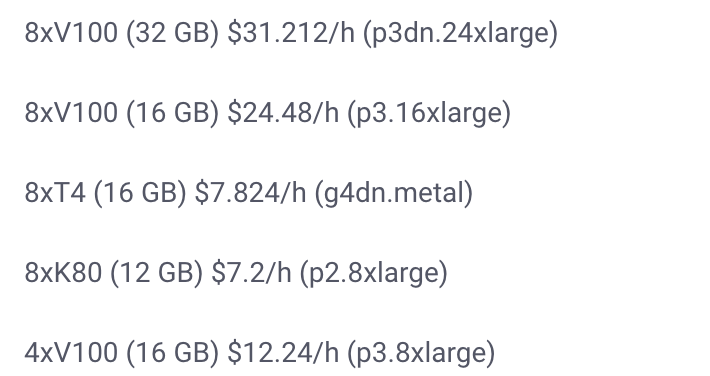 8xV100 (32 GB) $31.212/h (p3dn.24xlarge)
8xV100 (16 GB) $24.48/h (p3.16xlarge)
8xT4 (16 GB) $7.824/h (g4dn.metal)
8xK80 (12 GB) $7.2/h (p2.8xlarge)
4xV100 (16 GB) $12.24/h (p3.8xlarge)